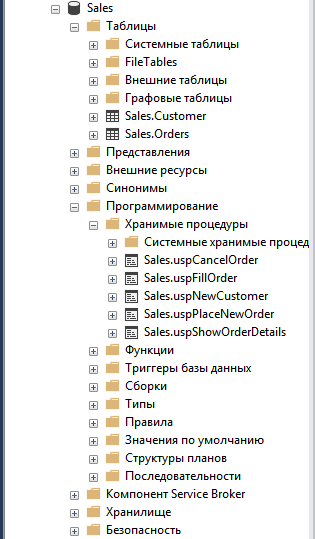 Sales
Таблицы
Системные таблицы
FileTables
Внешние таблицы
Графовые таблицы
Sales.Customer
Sales.Orders
Представления
Внешние ресурсы
Синонимы
Программирование
Хранимые процедуры
Системные хранимые процед
Sales.uspCancelOrder
Sales.uspFillOrder
Sales.uspNewCustomer
Sales.uspPlaceNewOrder
Sales.uspShowOrderDetails
Функции
Триггеры базы данных
Сборки
Типы
Правила
Значения по умолчанию
Структуры планов
Последовательности
Компонент Service Broker
Хранилище
Безопасность